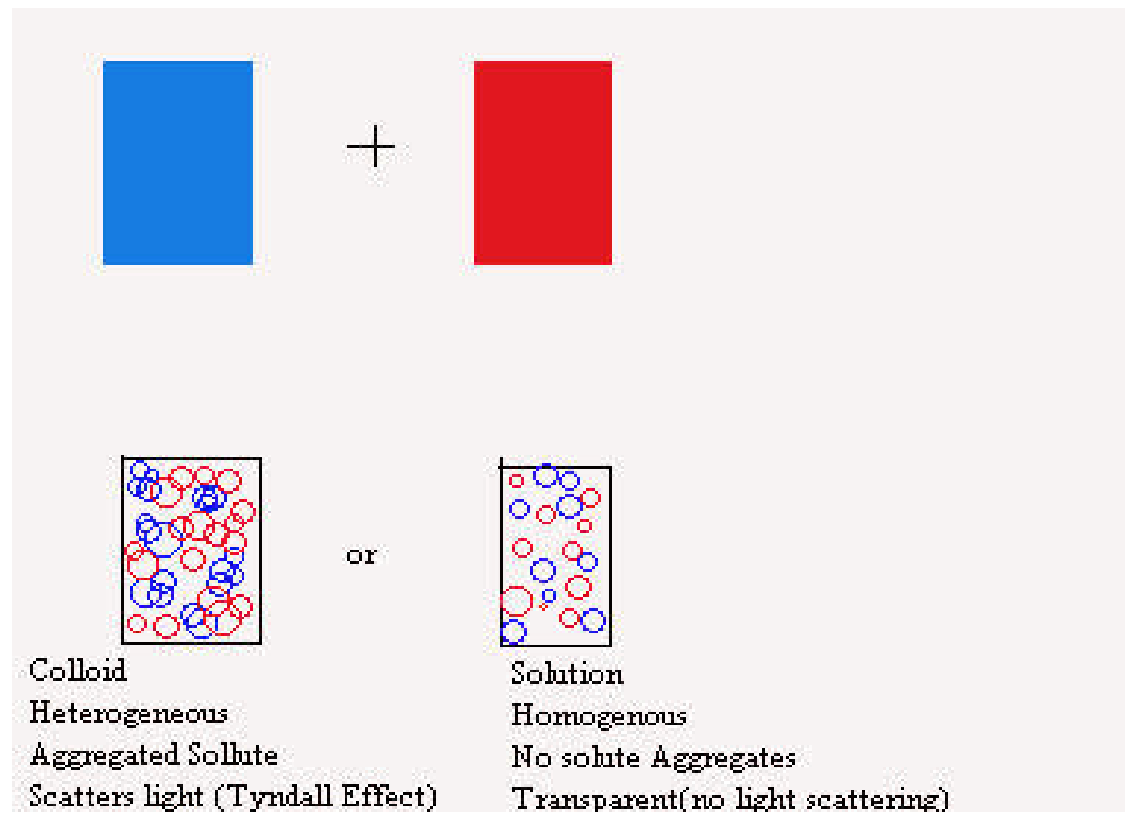 +
or
Colloid
Heterogeneous
Aggregated Sollute
Scatters light (Tyndall Effect)
Solution
Homogenous
No solute Aggregates
Transparent(no light scattering)